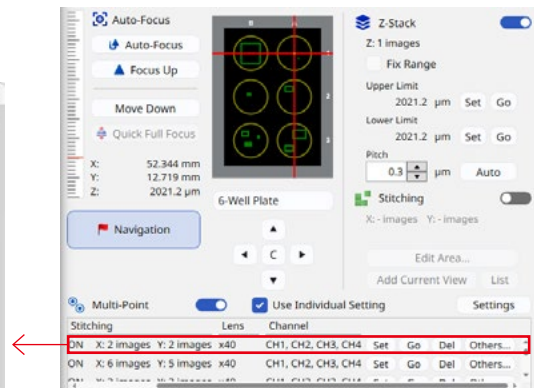 Auto-Focus
Auto-Focus
Focus Up
Move Down
Quick Full Focus
X: 52.344 mm
Y: 12.719 mm
Z: 2021.2 µm
Navigation
6-Well Plate
C
Z-Stack
Z: 1 images
Fix Range
Upper Limit
2021.2 µm Set Go
Lower Limit
2021.2 µm Set Go
Pitch
0.3 µm Auto
Stitching
X: - images Y: - images
Edit Area...
Add Current View List
Multi-Point Use Individual Setting Settings
Stitching Lens Channel
ON X: 2 images Y: 2 images x40 CH1, CH2, CH3, CH4 Set Go Del Others...
ON X: 6 images Y: 5 images x40 CH1, CH2, CH3, CH4 Set Go Del Others...